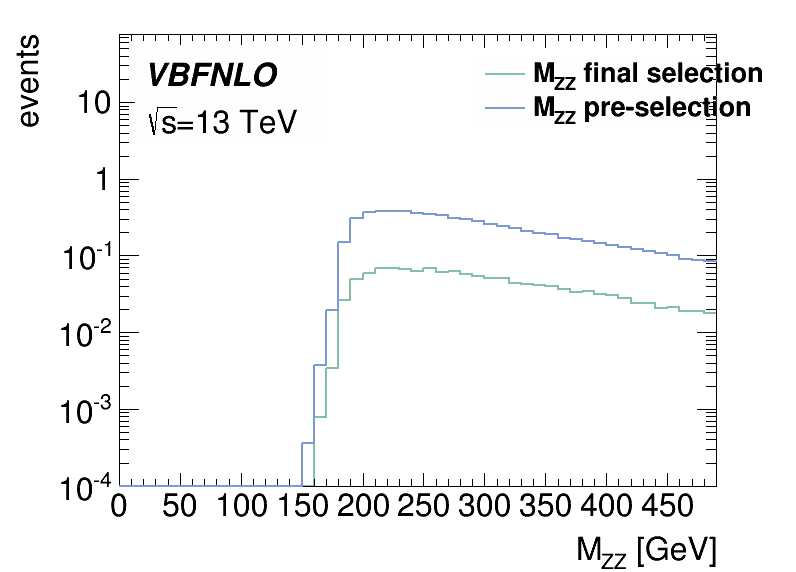 events
VBFNLO
√s=13 TeV
M_ZZ final selection
M_ZZ pre-selection
10
1
10^-1
10^-2
10^-3
10^-4
0 50 100 150 200 250 300 350 400 450
M_ZZ [GeV]